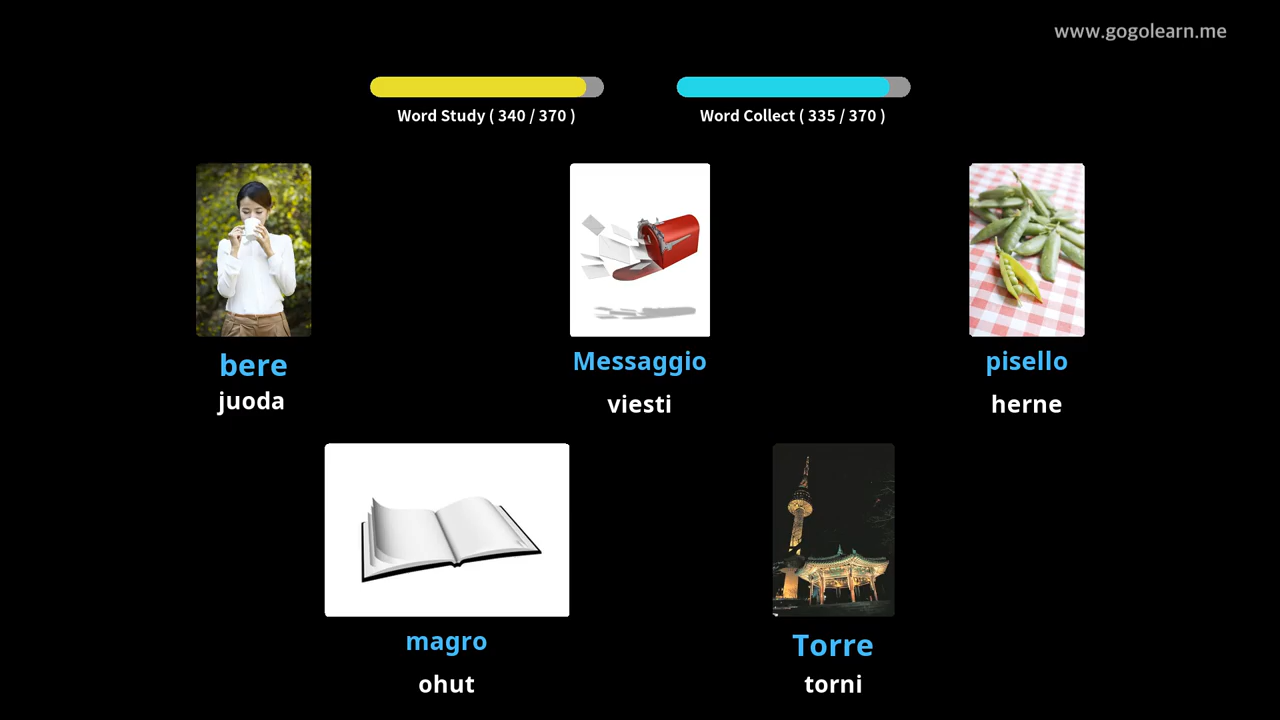 www.gogolearn.me
Word Study ( 340 / 370 )
Word Collect ( 335 / 370 )
bere
juoda
Messaggio
viesti
pisello
herne
magro
ohut
Torre
torni